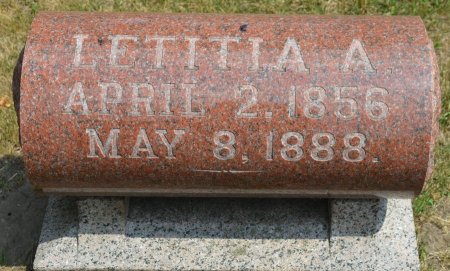 LETITIA A.
APRIL 2, 1856
MAY 8, 1888.